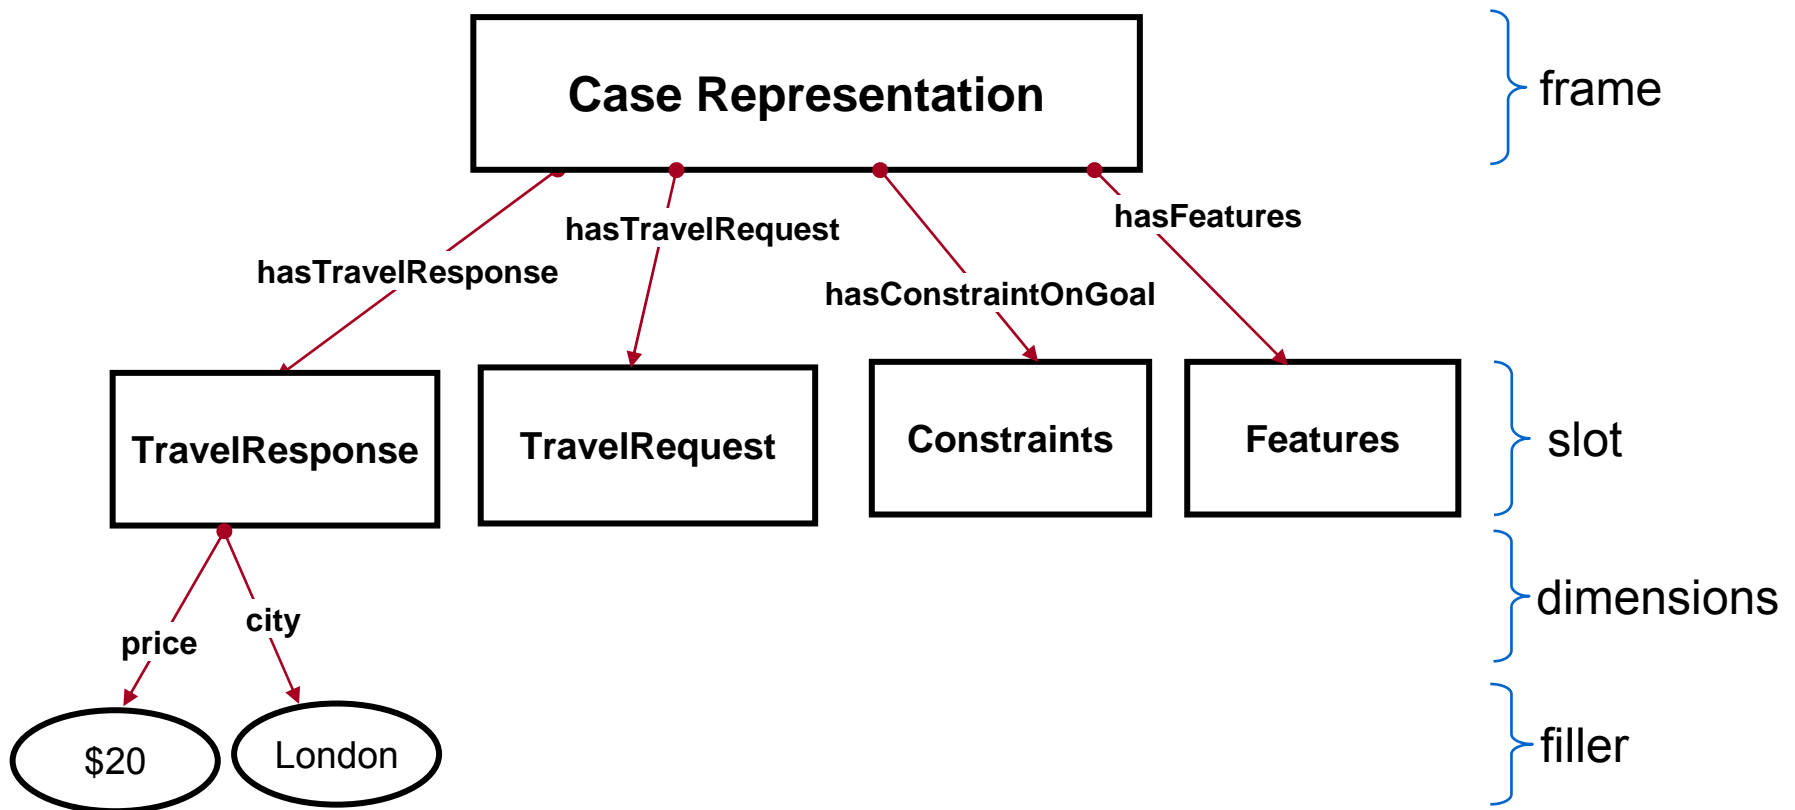 Case Representation
frame
hasTravelResponse
hasTravelRequest
hasConstraintOnGoal
hasFeatures
TravelResponse
TravelRequest
Constraints
Features
slot
price
city
dimensions
$20
London
filler